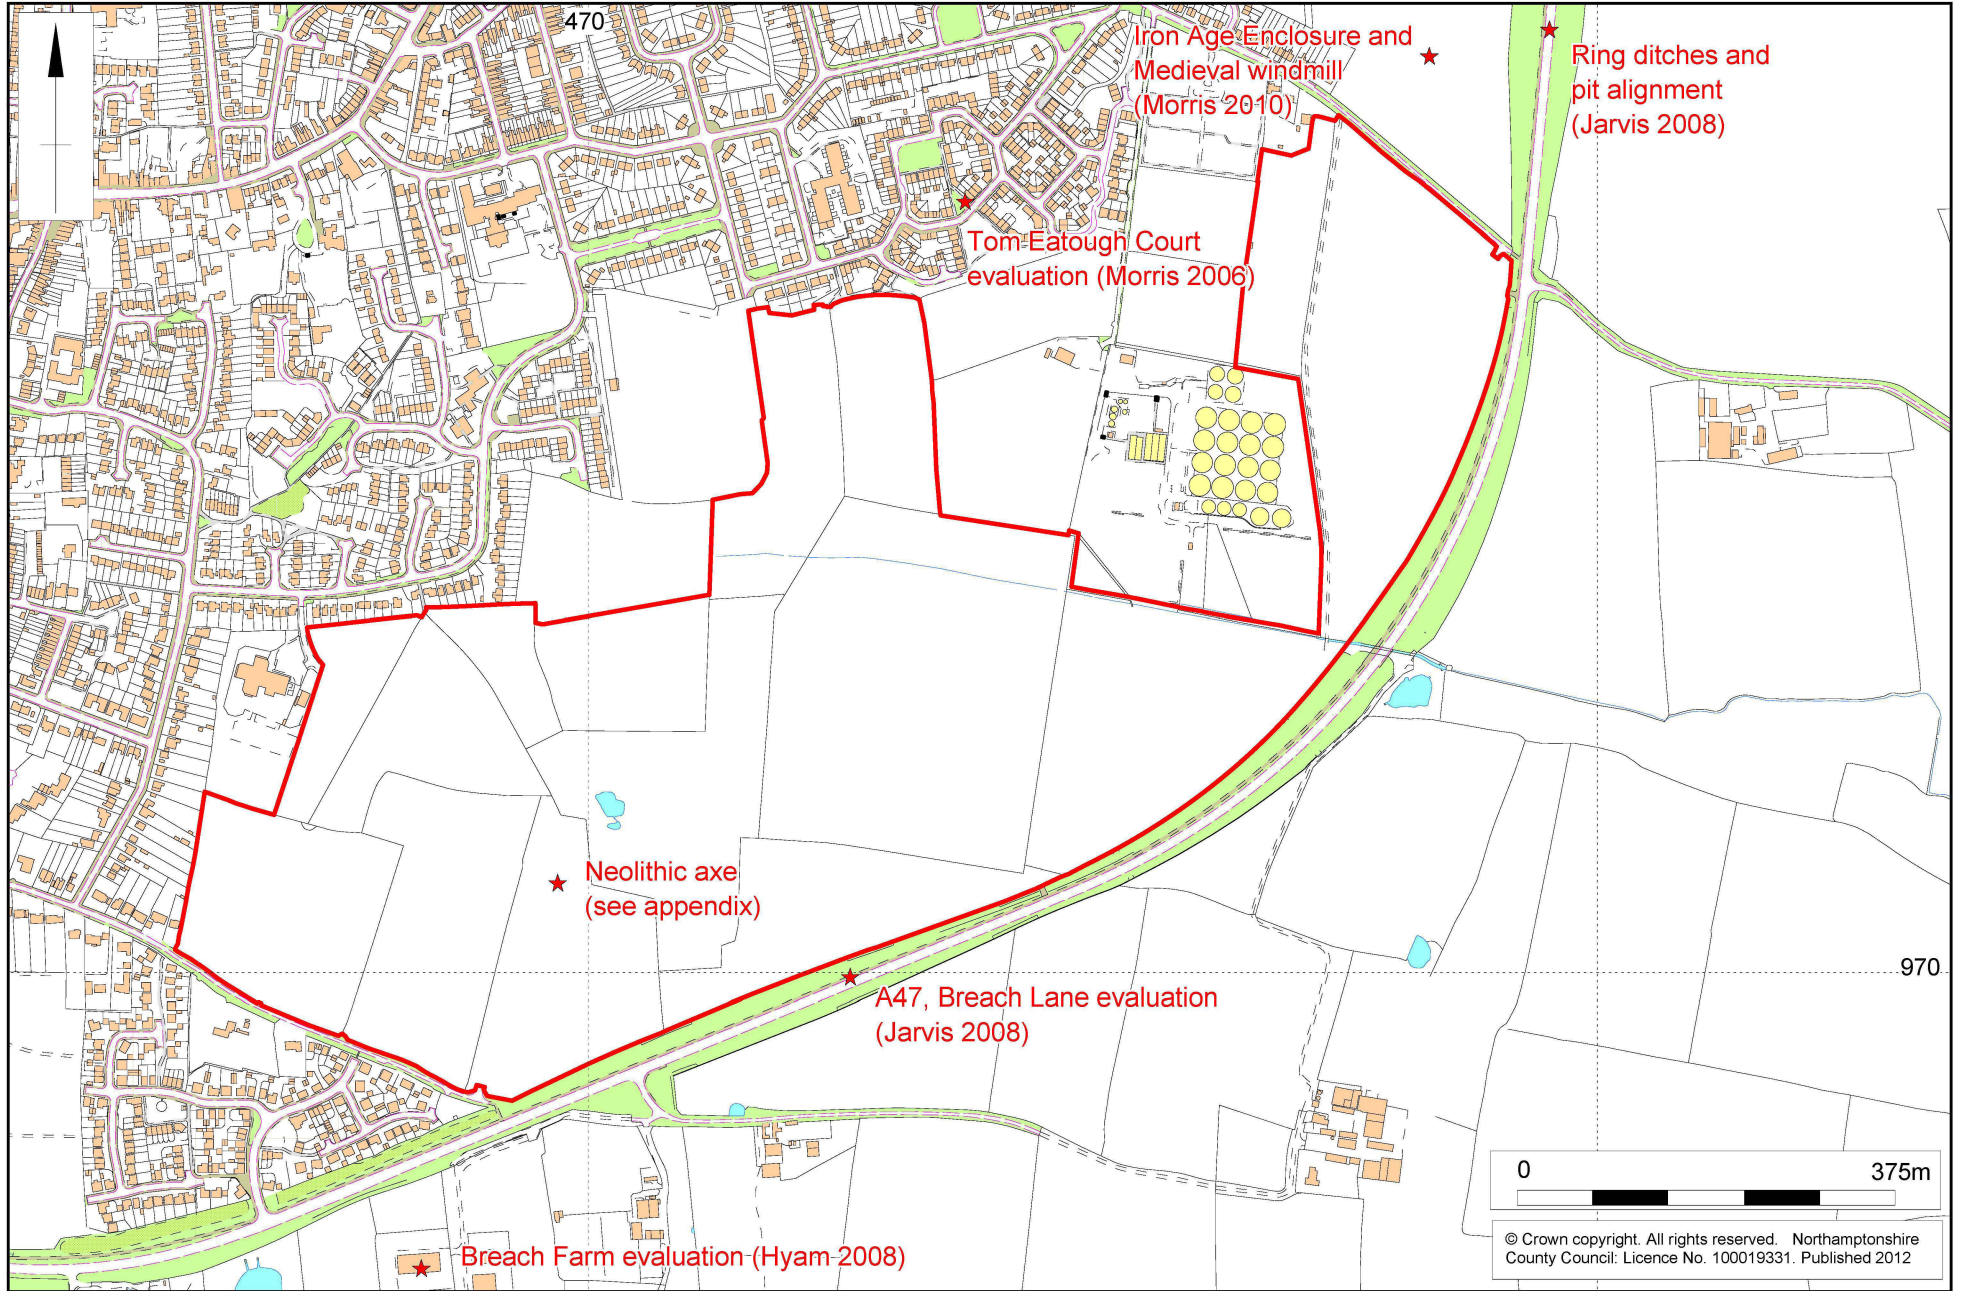 470
Iron Age Enclosure and
Medieval windmill
(Morris 2010)
Ring ditches and
pit alignment
(Jarvis 2008)
Tom Eatough Court
evaluation (Morris 2006)
Neolithic axe
(see appendix)
970
A47, Breach Lane evaluation
(Jarvis 2008)
0 375m
Breach Farm evaluation (Hyam 2008)
© Crown copyright. All rights reserved. Northamptonshire
County Council: Licence No. 100019331. Published 2012